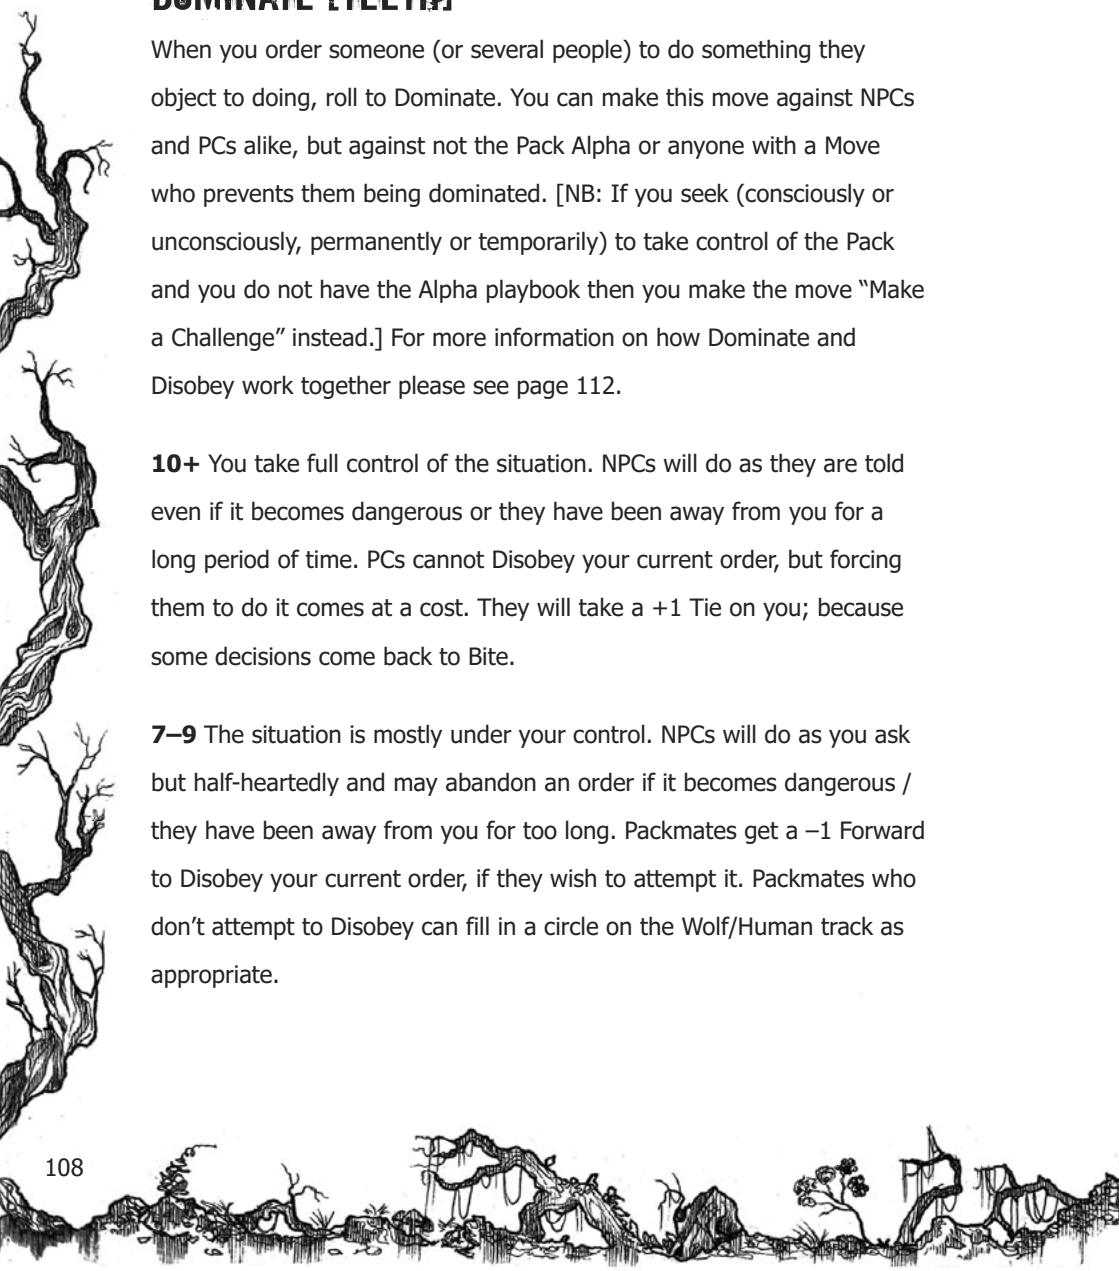 DOMINATE [TEETH]
When you order someone (or several people) to do something they
object to doing, roll to Dominate. You can make this move against NPCs
and PCs alike, but against not the Pack Alpha or anyone with a Move
who prevents them being dominated. [NB: If you seek (consciously or
unconsciously, permanently or temporarily) to take control of the Pack
and you do not have the Alpha playbook then you make the move “Make
a Challenge” instead.] For more information on how Dominate and
Disobey work together please see page 112.
10+ You take full control of the situation. NPCs will do as they are told
even if it becomes dangerous or they have been away from you for a
long period of time. PCs cannot Disobey your current order, but forcing
them to do it comes at a cost. They will take a +1 Tie on you; because
some decisions come back to Bite.
7–9 The situation is mostly under your control. NPCs will do as you ask
but half-heartedly and may abandon an order if it becomes dangerous /
they have been away from you for too long. Packmates get a –1 Forward
to Disobey your current order, if they wish to attempt it. Packmates who
don’t attempt to Disobey can fill in a circle on the Wolf/Human track as
appropriate.
108